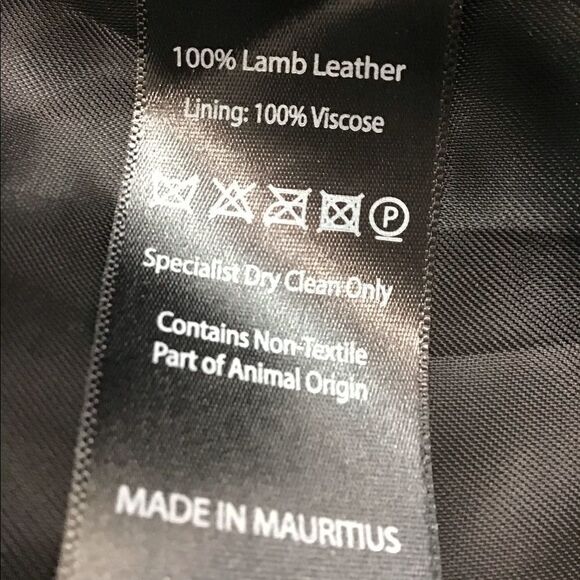 100% Lamb Leather
Lining: 100% Viscose
P
Specialist Dry Clean Only
Contains Non-Textile
Part of Animal Origin
MADE IN MAURITIUS